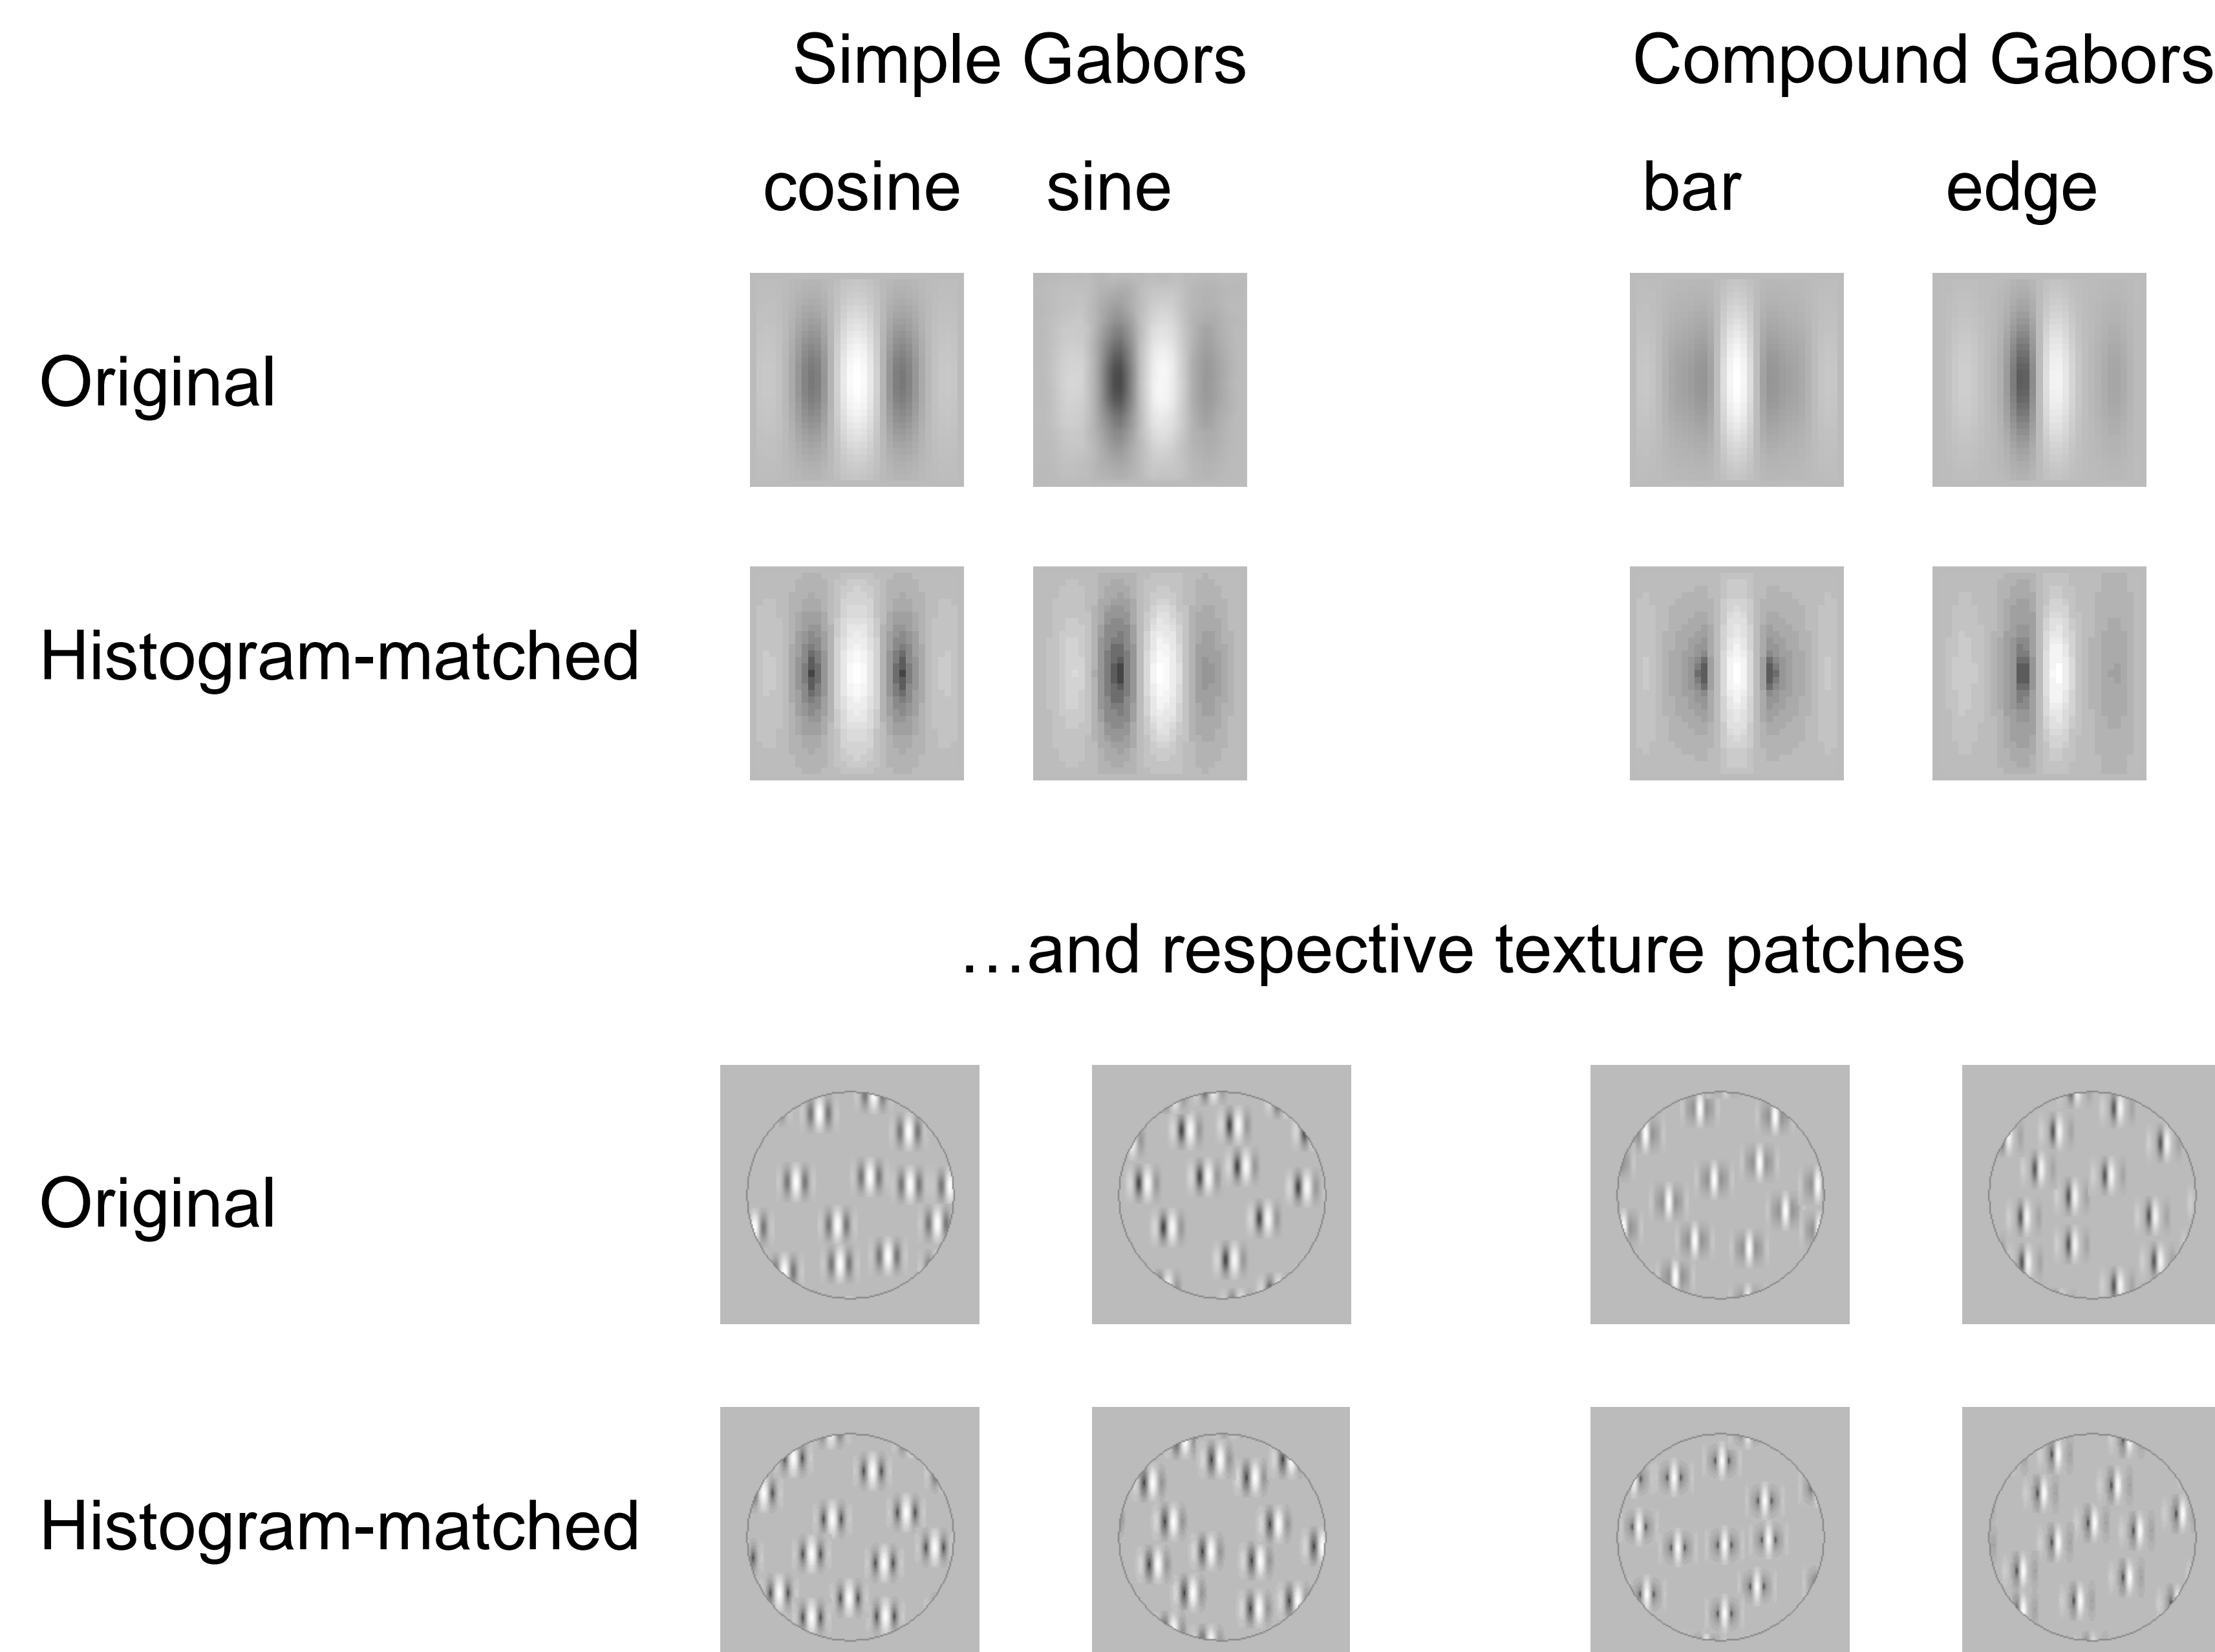 Simple Gabors Compound Gabors
cosine sine bar edge
Original
Histogram-matched
…and respective texture patches
Original
Histogram-matched